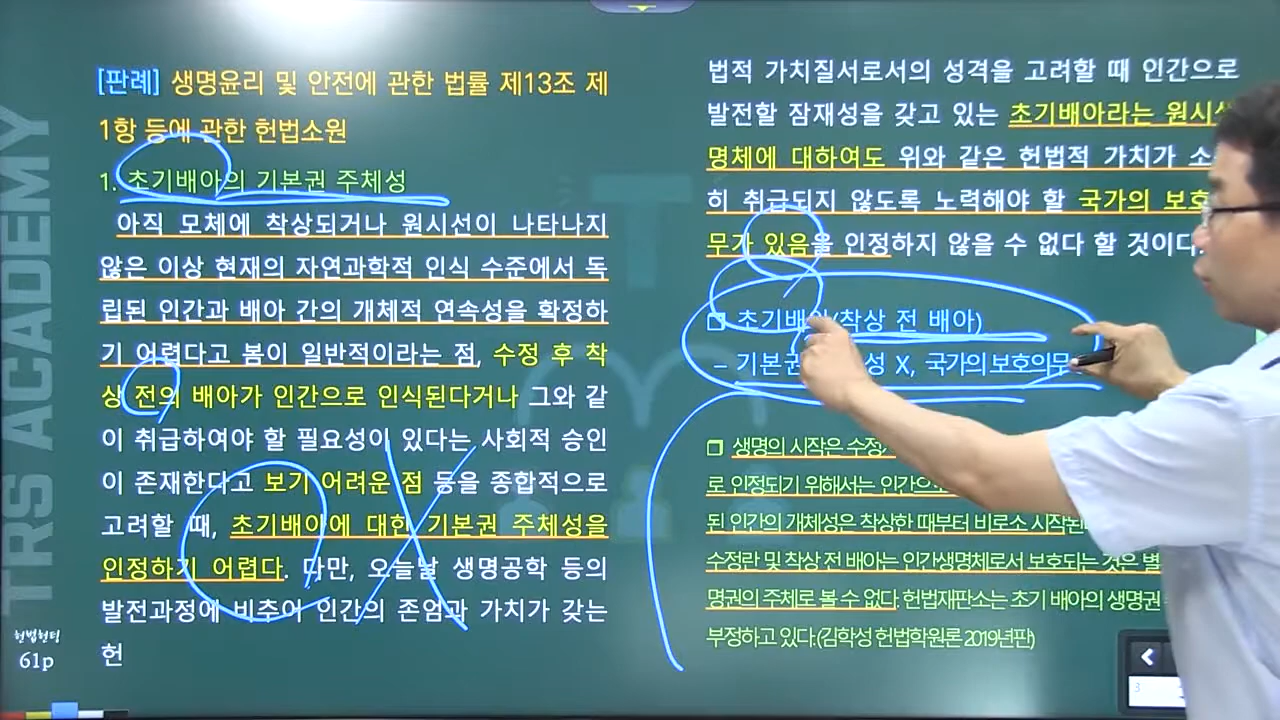 [판례] 생명윤리 및 안전에 관한 법률 제13조 제
1항 등에 관한 헌법소원
1. 초기배아의 기본권 주체성
아직 모체에 착상되거나 원시선이 나타나지
않은 이상 현재의 자연과학적 인식 수준에서 독
립된 인간과 배아 간의 개체적 연속성을 확정하
기 어렵다고 봄이 일반적이라는 점, 수정 후 착
상 전의 배아가 인간으로 인식된다거나 그와 같
이 취급하여야 할 필요성이 있다는 사회적 승인
이 존재한다고 보기 어려운 점 등을 종합적으로
고려할 때, 초기배아에 대한 기본권 주체성을
인정하기 어렵다. 다만, 오늘날 생명공학 등의
발전과정에 비추어 인간의 존엄과 가치가 갖는
헌
법적 가치질서로서의 성격을 고려할 때 인간으로
발전할 잠재성을 갖고 있는 초기배아라는 원시생
명체에 대하여도 위와 같은 헌법적 가치가 소
히 취급되지 않도록 노력해야 할 국가의 보호
무가 있음을 인정하지 않을 수 없다 할 것이다.
□ 초기배아(착상 전 배아)
– 기본권 성 X, 국가의 보호의무
□ 생명의 시작은 수정
로 인정되기 위해서는 인간으
된 인간의 개체성은 착상한 때부터 비로소 시작된
수정란 및 착상 전 배아는 인간생명체로서 보호되는 것은 별
명권의 주체로 볼 수 없다. 헌법재판소는 초기 배아의 생명권
부정하고 있다.(김학성 헌법학원론 2019년판)
TRS ACADEMY
헌법헌팅
61p
3